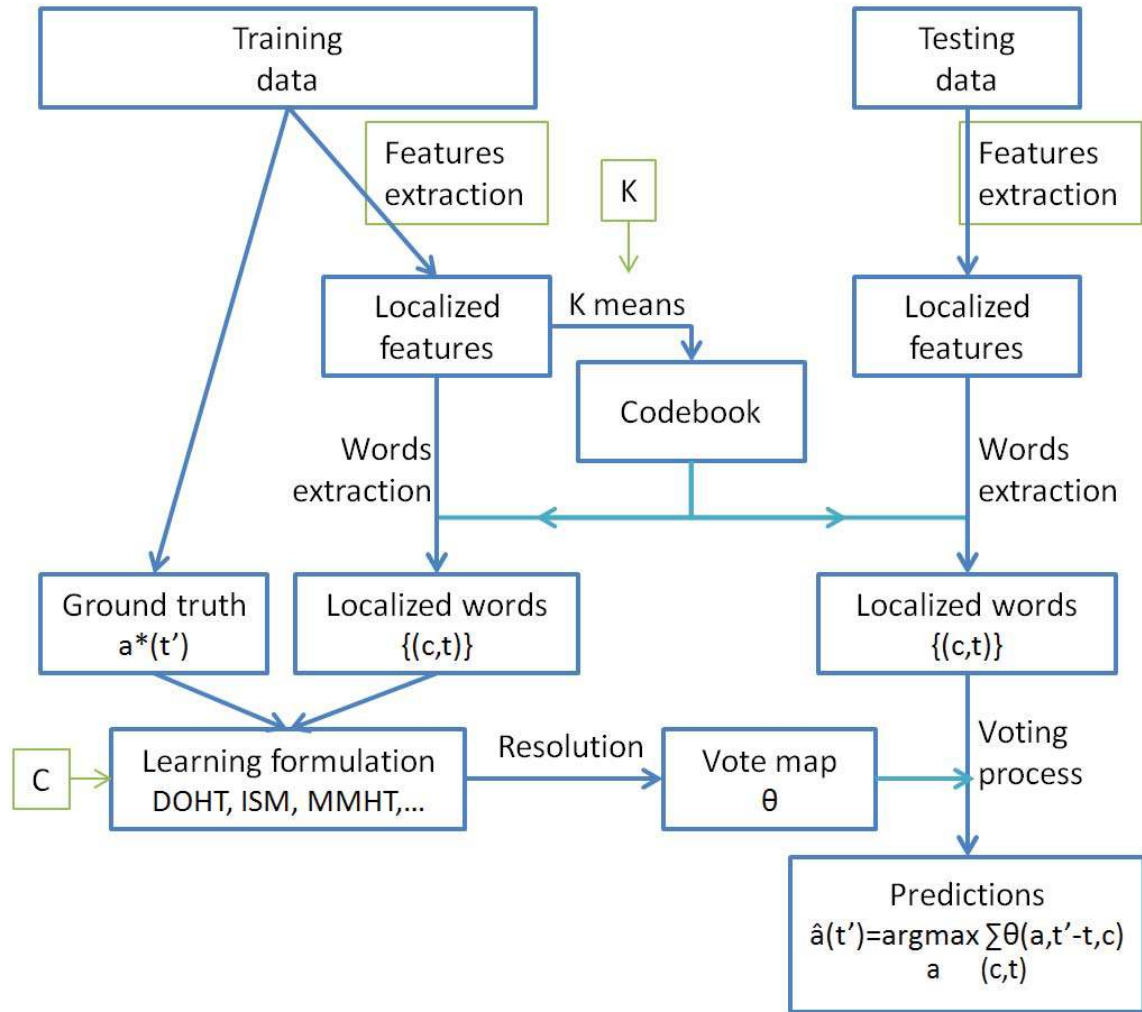 Training
data
Testing
data
Features
extraction
K
Features
extraction
Localized
features
K means
Localized
features
Codebook
Words
extraction
Words
extraction
Ground truth
a*(t’)
Localized words
{(c,t)}
Localized words
{(c,t)}
C
Learning formulation
DOHT, ISM, MMHT,...
Resolution
Vote map
θ
Voting
process
Predictions
â(t’)=argmax ∑θ(a,t’-t,c)
a (c,t)